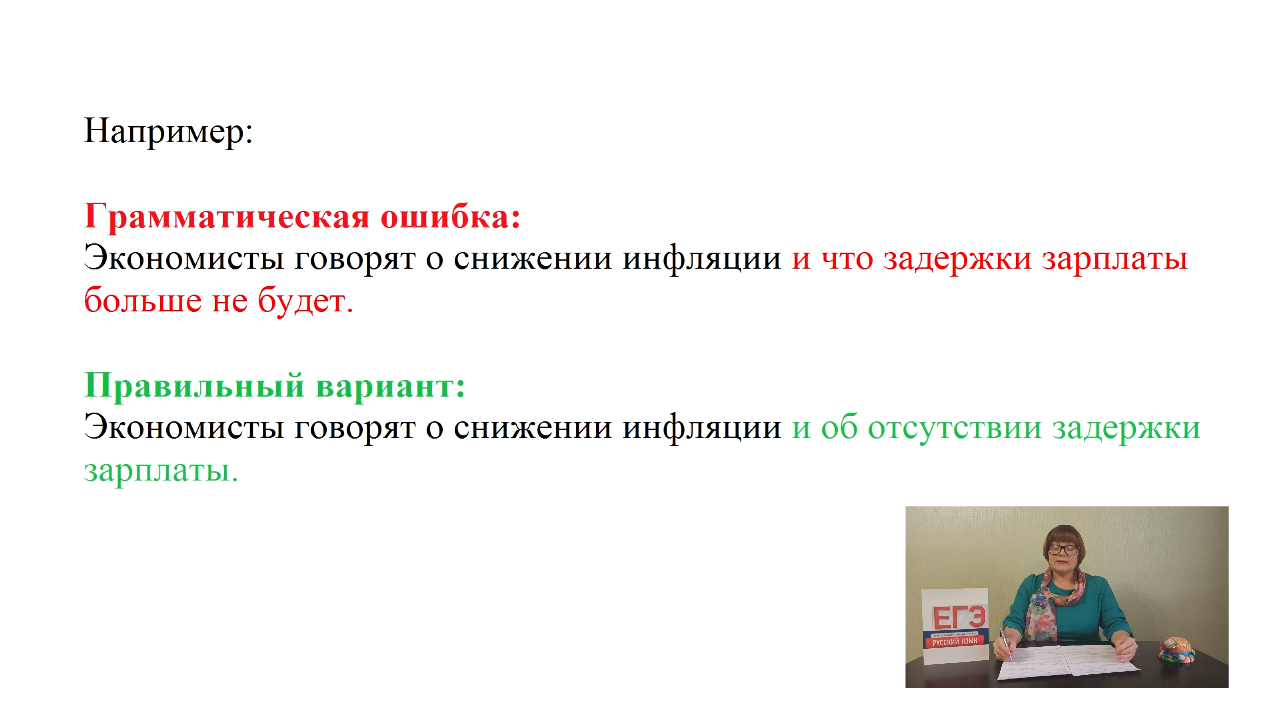 Например:
Грамматическая ошибка:
Экономисты говорят о снижении инфляции и что задержки зарплаты
больше не будет.
Правильный вариант:
Экономисты говорят о снижении инфляции и об отсутствии задержки
зарплаты.
ЕГЭ
РУССКИЙ ЯЗЫК